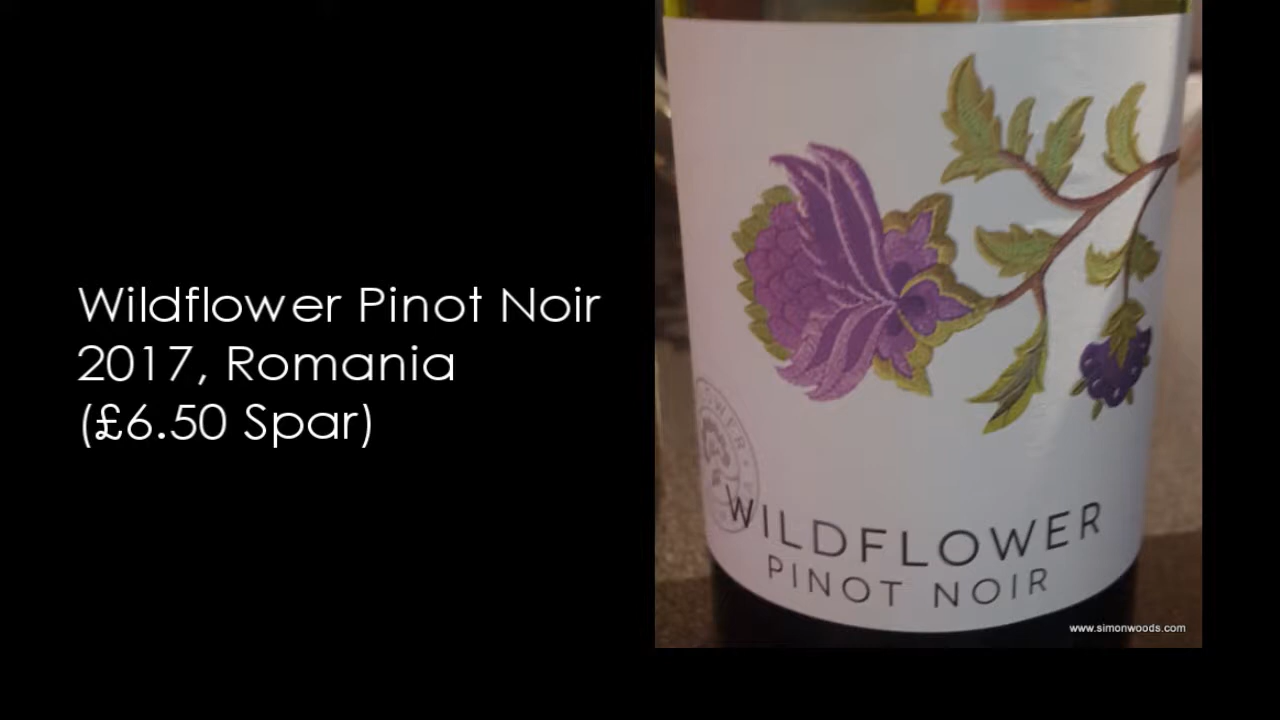 Wildflower Pinot Noir
2017, Romania
(£6.50 Spar)
WILDFLOWER
PINOT NOIR
www.simonwoods.com